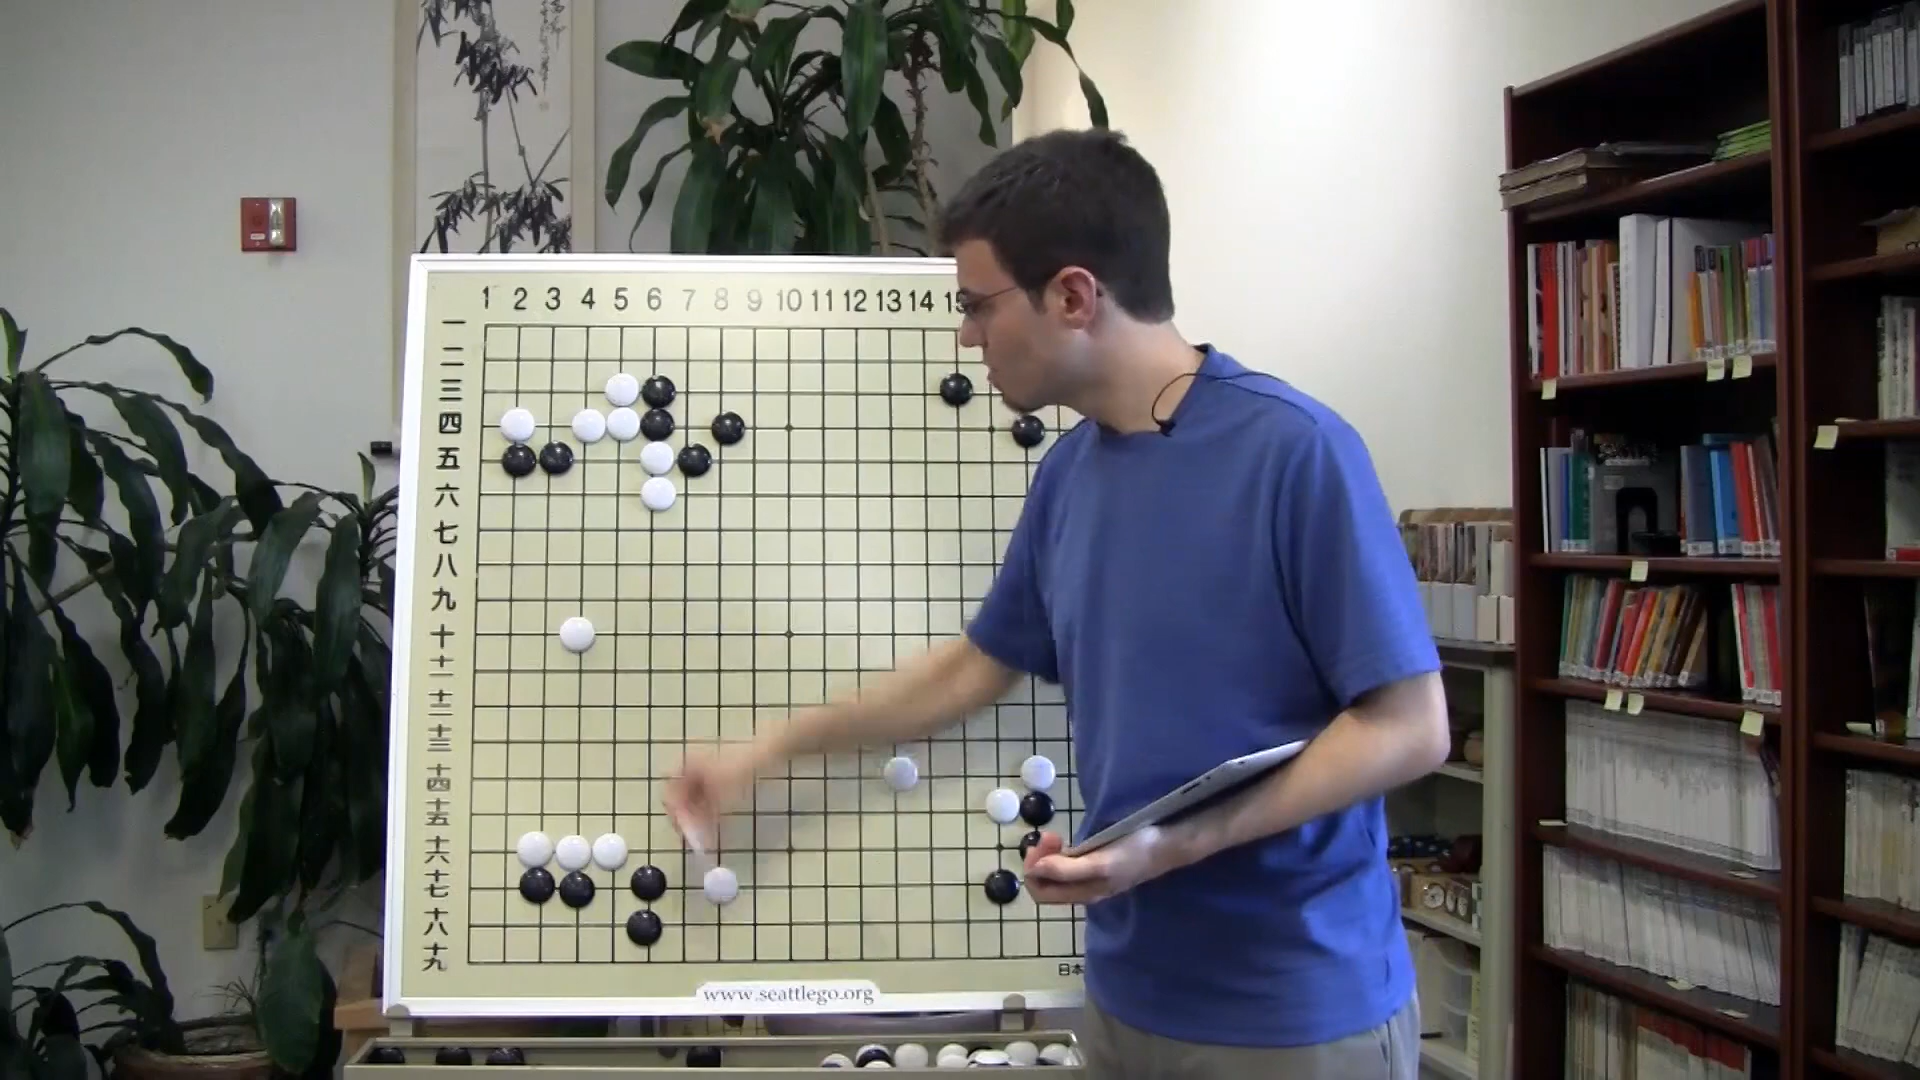 1 2 3 4 5 6 7 8 9 10 11 12 13 14 15
一
二
三
四
五
六
七
八
九
十
十一
十二
十三
十四
十五
十六
十七
十八
十九
日本
www.seattlego.org